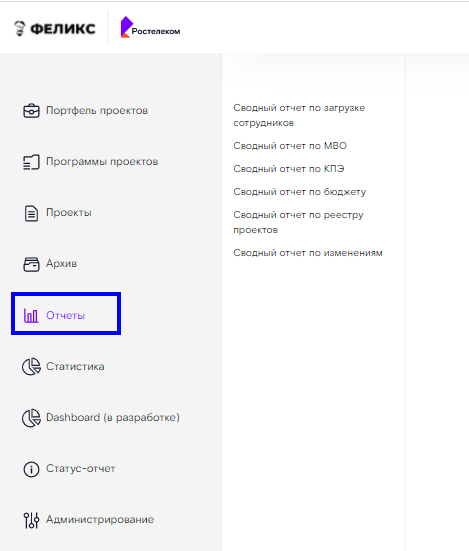 ФЕЛИКС
Ростелеком
Портфель проектов
Программы проектов
Проекты
Архив
Отчеты
Статистика
Dashboard (в разработке)
Статус-отчет
Администрирование
Сводный отчет по загрузке
сотрудников
Сводный отчет по МВО
Сводный отчет по КПЭ
Сводный отчет по бюджету
Сводный отчет по реестру
проектов
Сводный отчет по изменениям